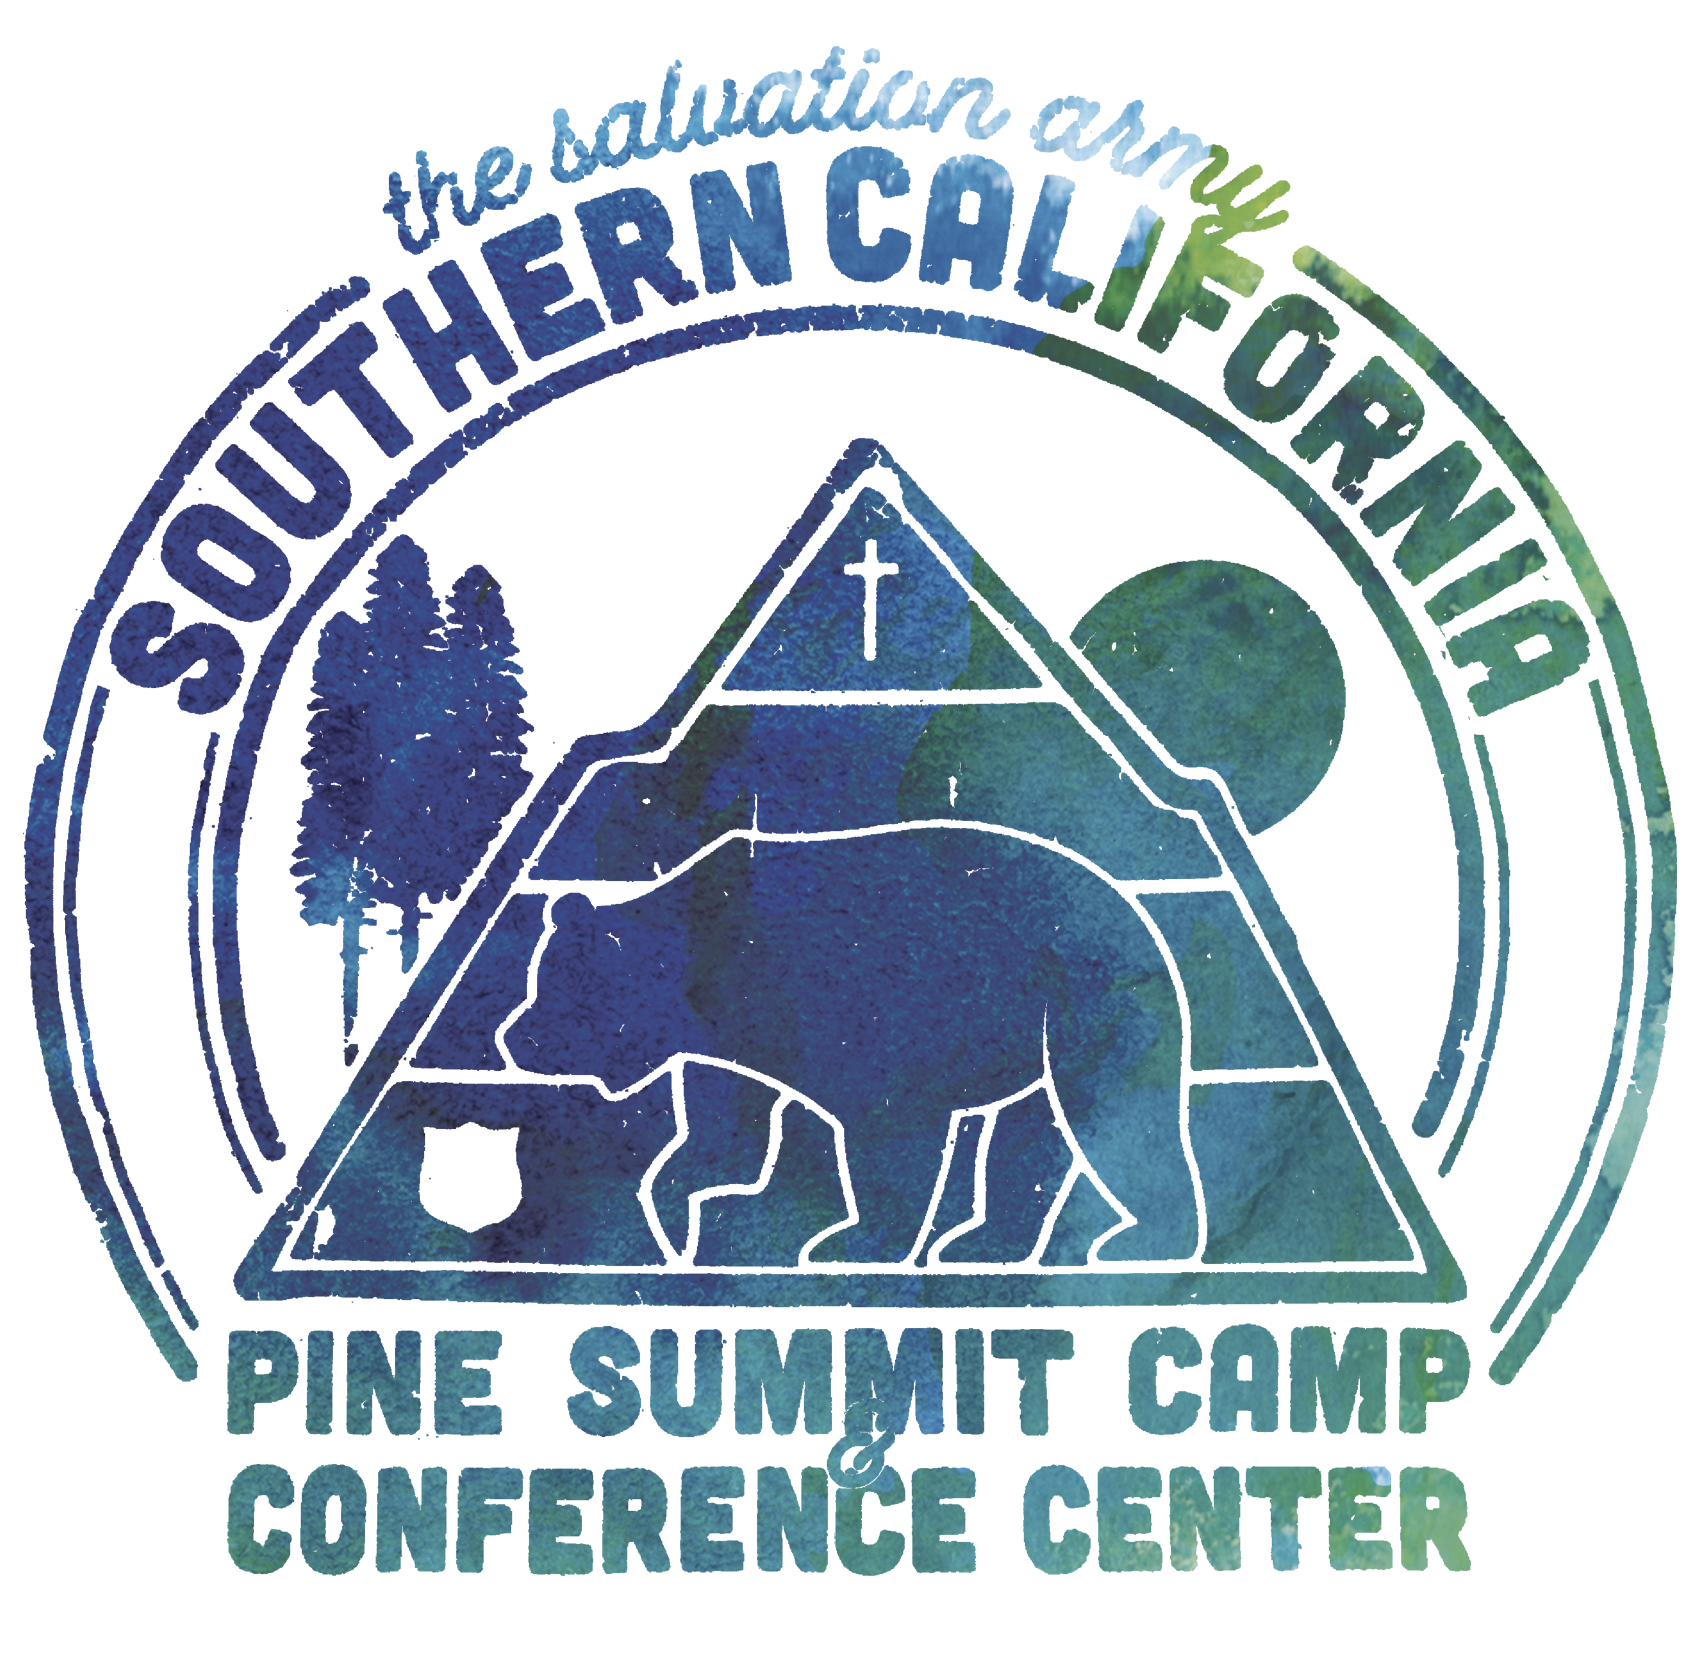 the salvation army
SOUTHERN CALIFORNIA
PINE SUMMIT CAMP
&
CONFERENCE CENTER